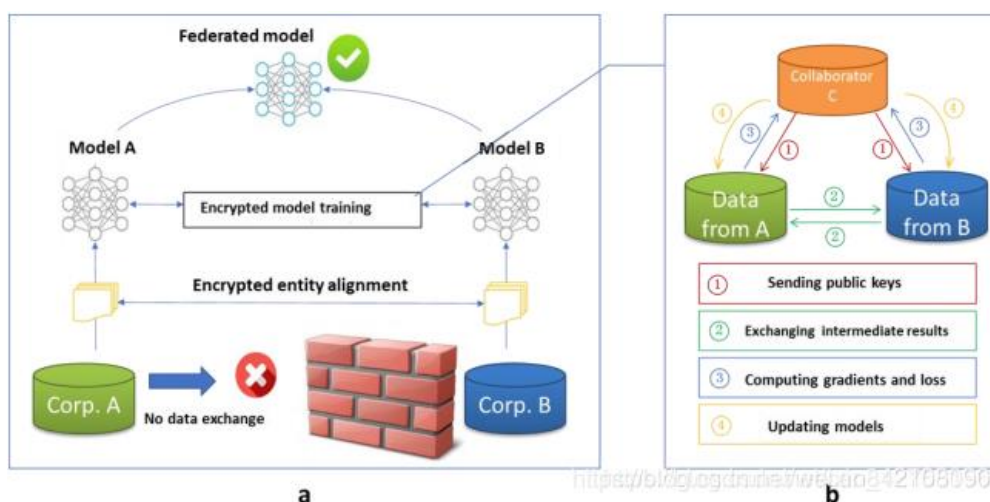 Federated model
Model A
Model B
Encrypted model training
Encrypted entity alignment
Corp. A
No data exchange
Corp. B
a
Collaborator
C
④
③
①
①
③
④
Data
from A
②
②
Data
from B
① Sending public keys
② Exchanging intermediate results
③ Computing gradients and loss
④ Updating models
b